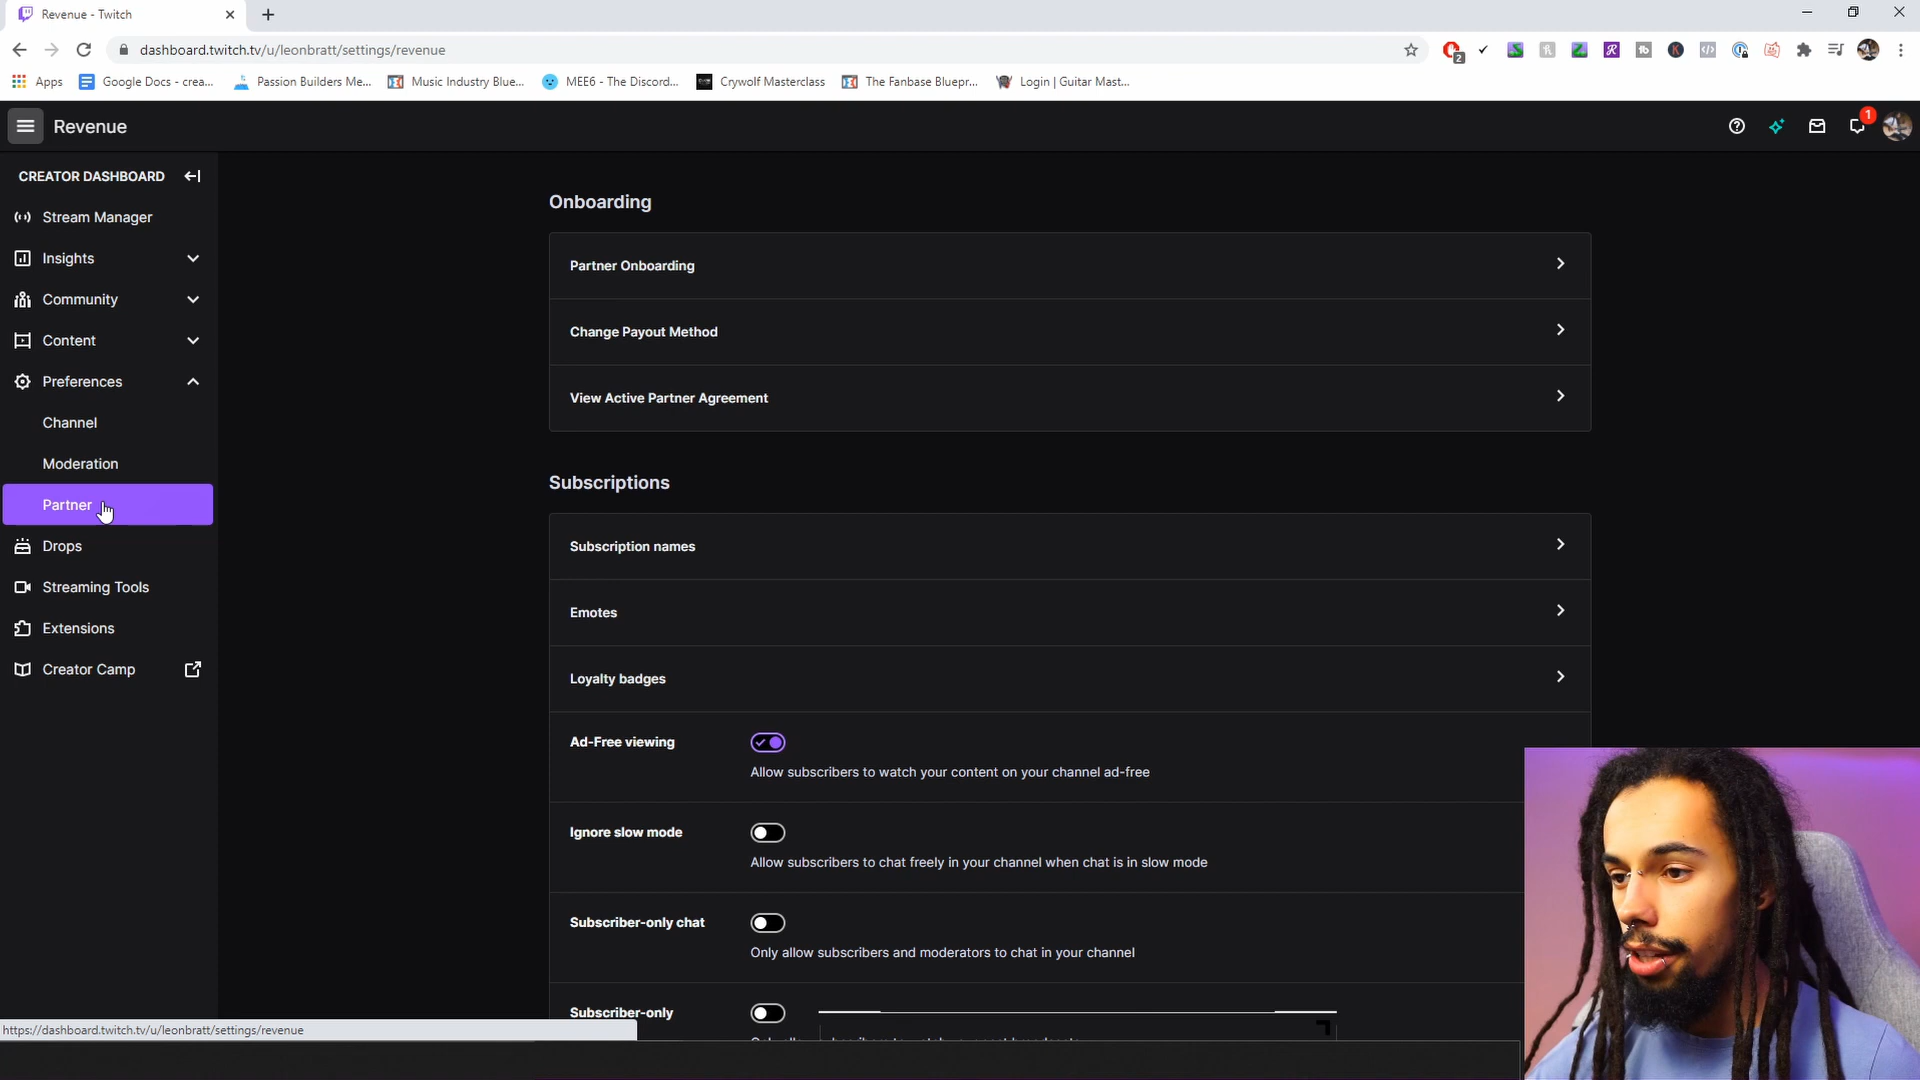 Revenue - Twitch
dashboard.twitch.tv/u/leonbratt/settings/revenue
2
Apps
Google Docs - crea...
Passion Builders Me...
Music Industry Blue...
MEE6 - The Discord...
Crywolf Masterclass
The Fanbase Bluepr...
Login | Guitar Mast...
Revenue
1
CREATOR DASHBOARD
Stream Manager
Insights
Community
Content
Preferences
Channel
Moderation
Partner
Drops
Streaming Tools
Extensions
Creator Camp
Onboarding
Partner Onboarding
Change Payout Method
View Active Partner Agreement
Subscriptions
Subscription names
Emotes
Loyalty badges
Ad-Free viewing
Allow subscribers to watch your content on your channel ad-free
Ignore slow mode
Allow subscribers to chat freely in your channel when chat is in slow mode
Subscriber-only chat
Only allow subscribers and moderators to chat in your channel
Subscriber-only
https://dashboard.twitch.tv/u/leonbratt/settings/revenue